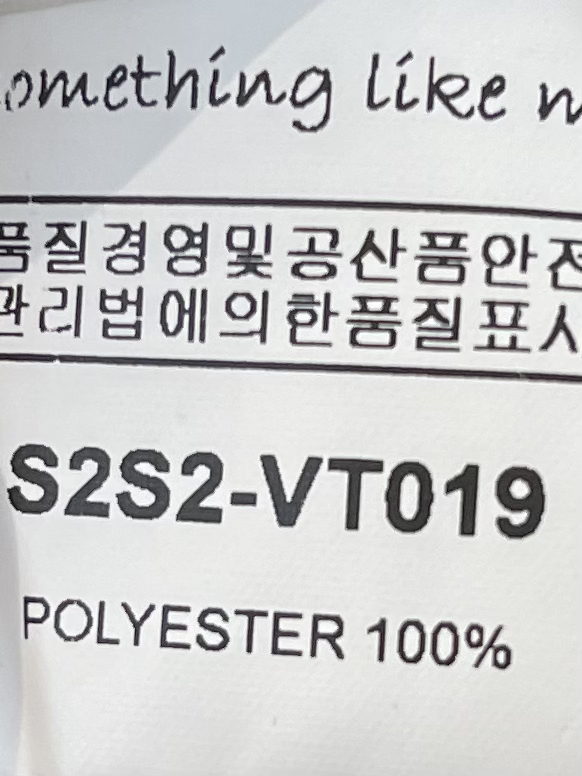 omething like
품질경영및공산품안전
관리법에의한품질표시
S2S2-VT019
POLYESTER 100%